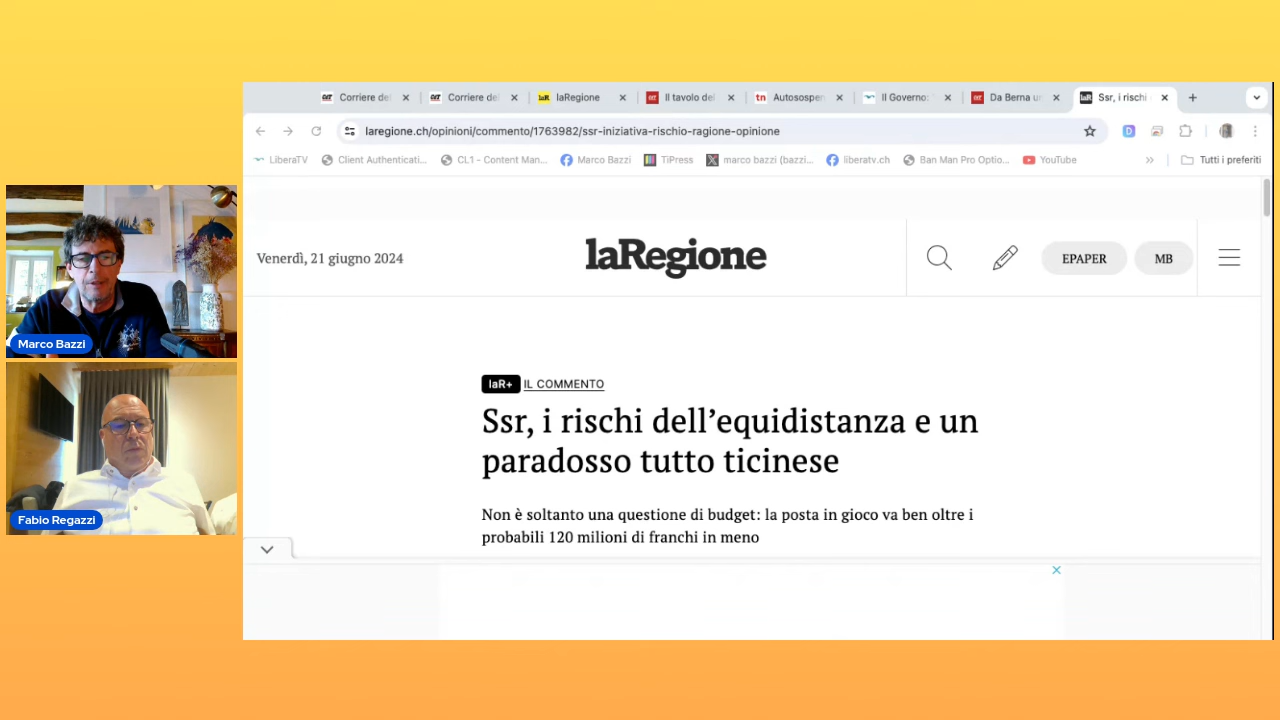 Corriere del
Corriere del
laR laRegione
Il tavolo del
tn Autosospen
Il Governo: "
Da Berna un
laR Ssr, i rischi
laregione.ch/opinioni/commento/1763982/ssr-iniziativa-rischio-ragione-opinione
LiberaTV
Client Authenticati...
CL1 - Content Man...
Marco Bazzi
TiPress
marco bazzi (bazzi...
liberatv.ch
Ban Man Pro Optio...
YouTube
Tutti i preferiti
Venerdì, 21 giugno 2024
laRegione
EPAPER
MB
laR+ IL COMMENTO
Ssr, i rischi dell’equidistanza e un
paradosso tutto ticinese
Non è soltanto una questione di budget: la posta in gioco va ben oltre i
probabili 120 milioni di franchi in meno
Marco Bazzi
Fabio Regazzi